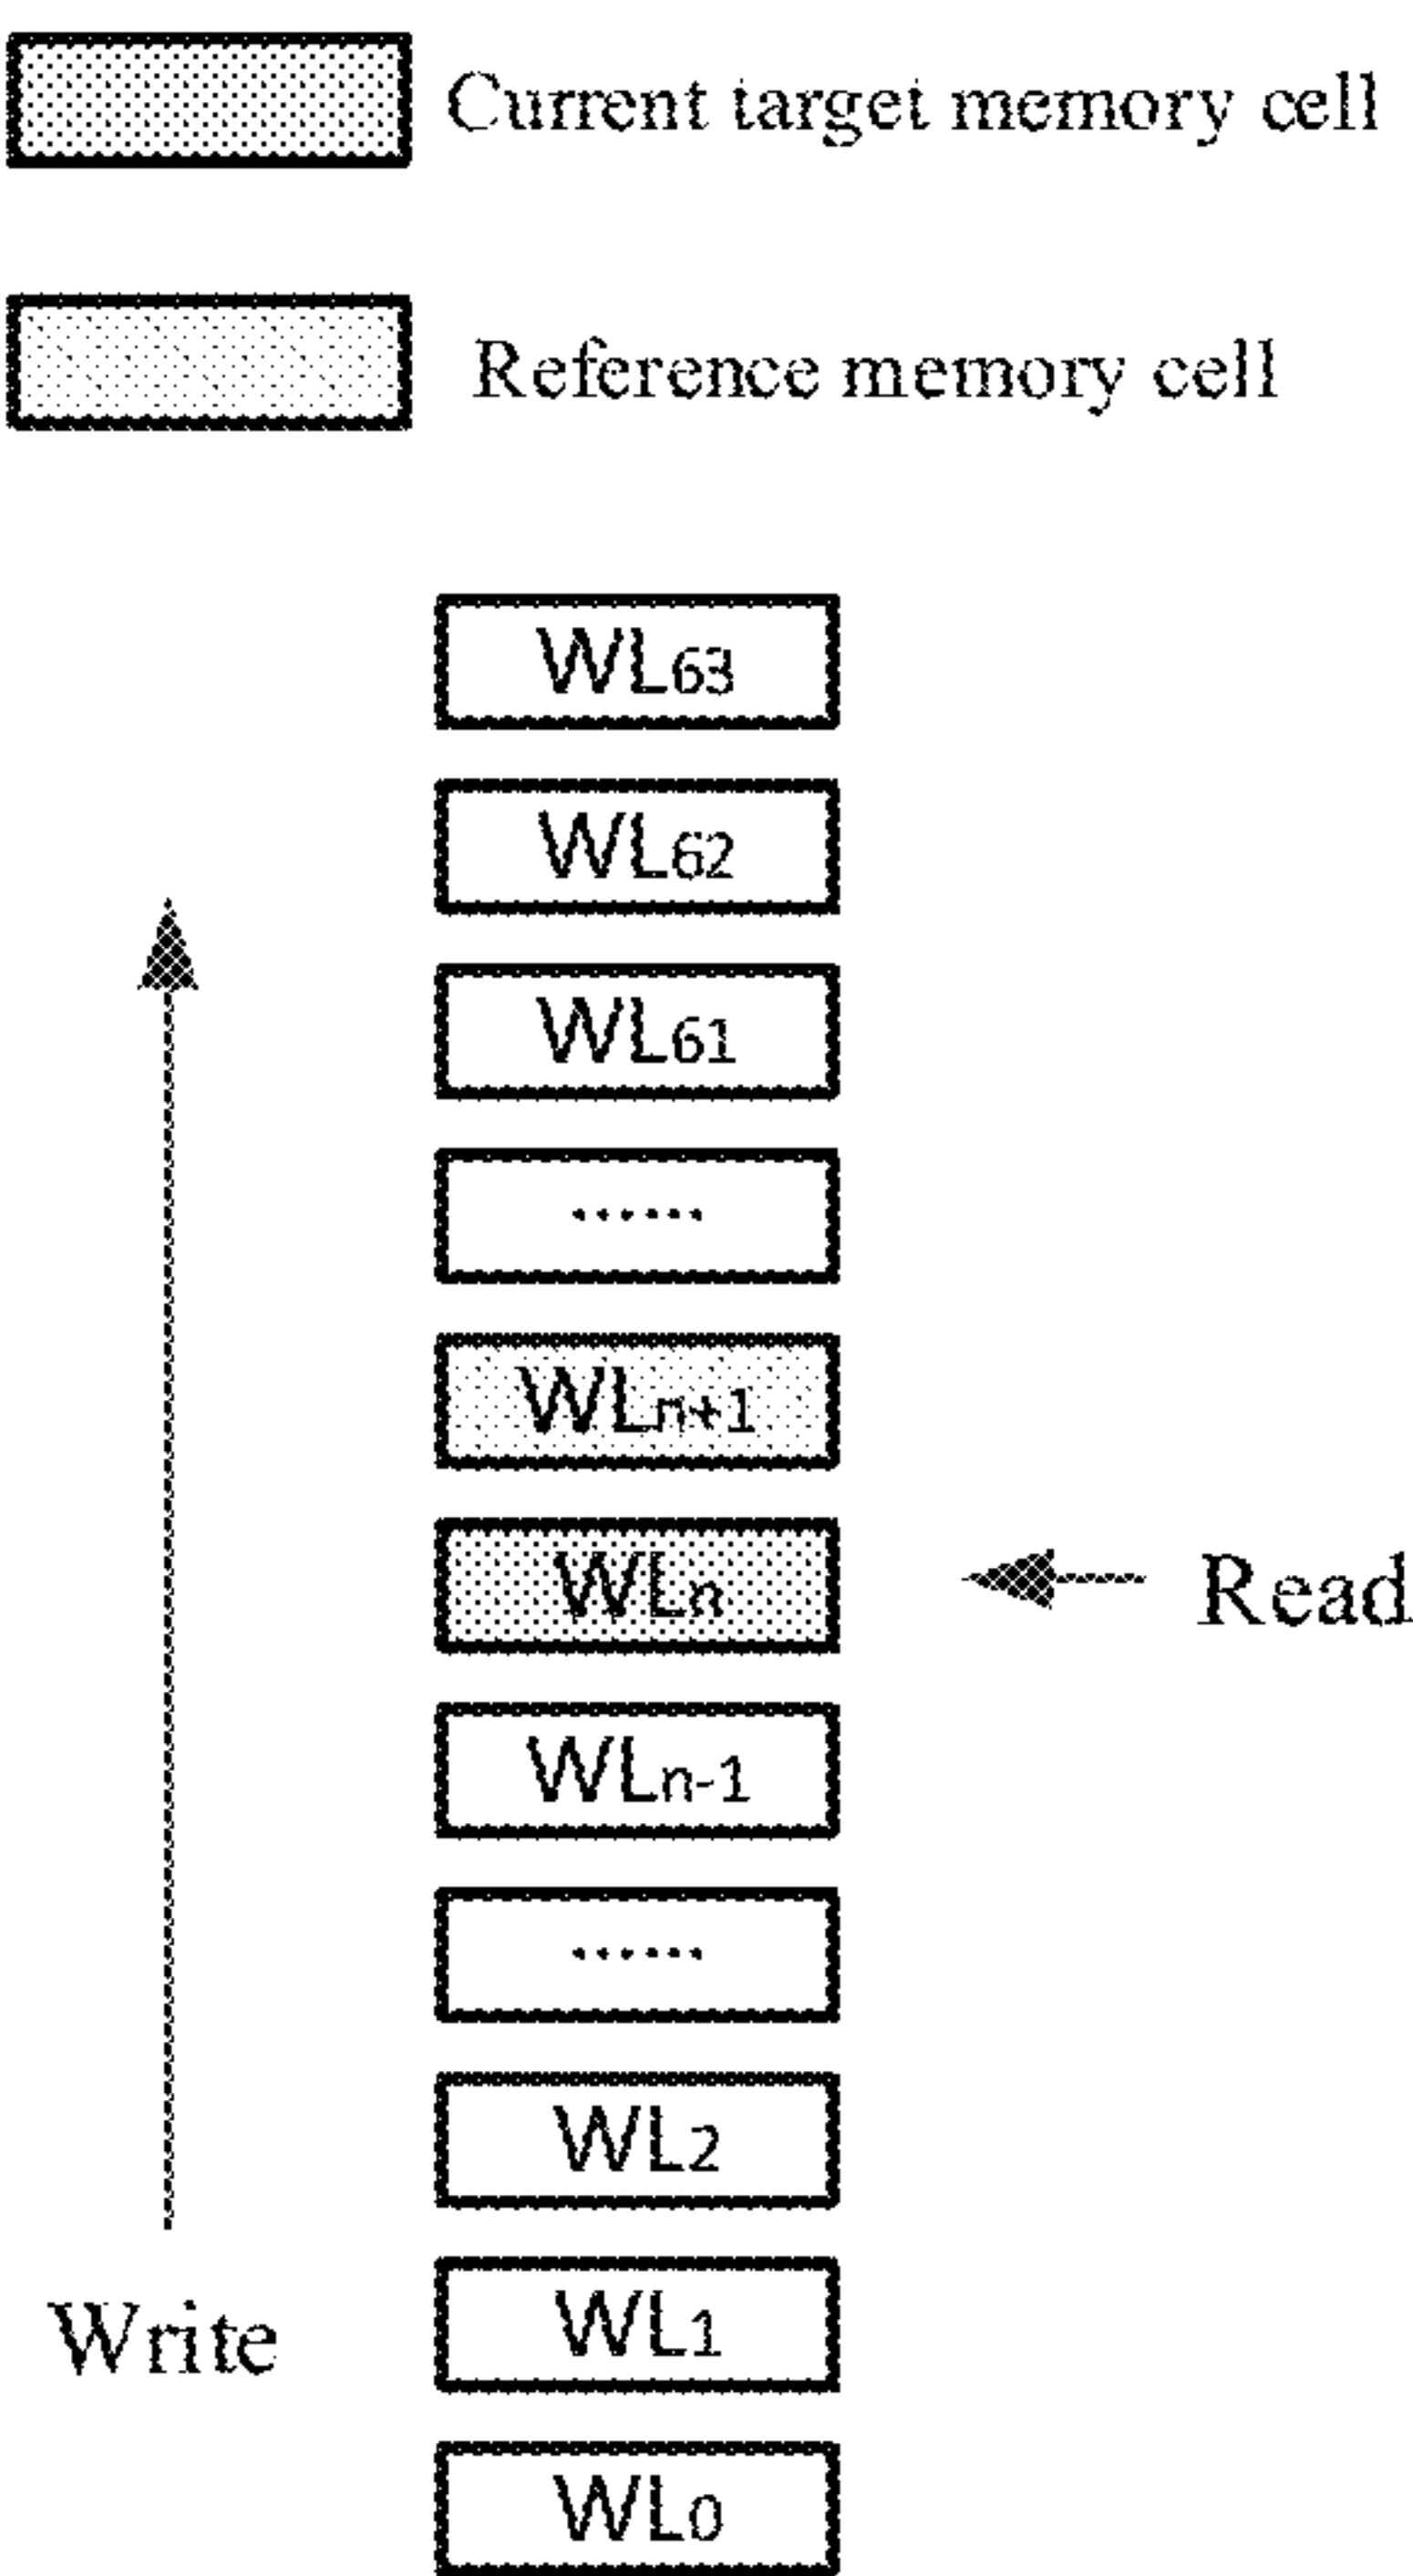 Current target memory cell
Reference memory cell
WL63
WL62
WL61
......
WLn+1
WLn
Read
WLn-1
......
WL2
WL1
Write
WL0